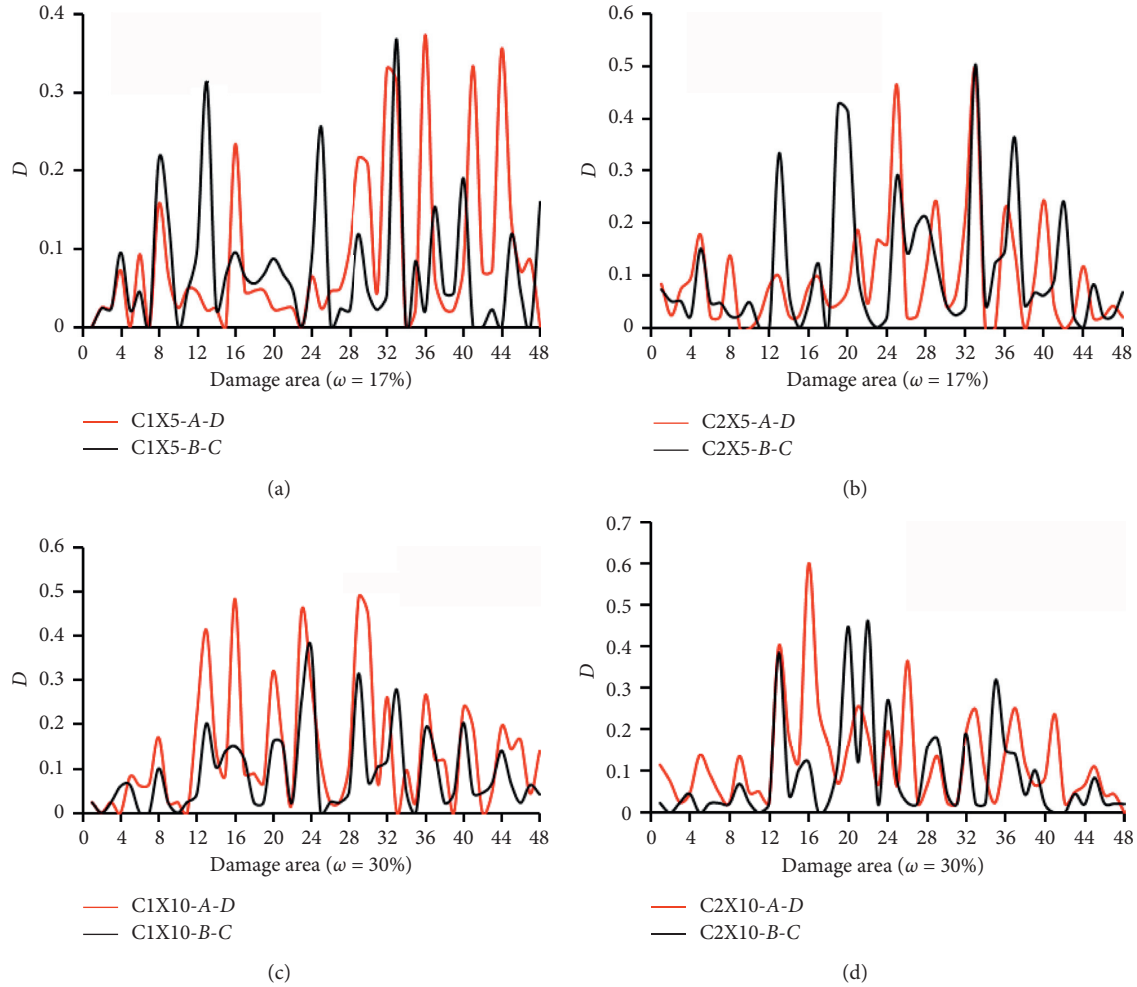 0.4
0.3
0.2
0.1
0
D
0 4 8 12 16 20 24 28 32 36 40 44 48
Damage area (ω = 17%)
C1X5-A-D
C1X5-B-C
(a)
0.6
0.5
0.4
0.3
0.2
0.1
0
D
0 4 8 12 16 20 24 28 32 36 40 44 48
Damage area (ω = 17%)
C2X5-A-D
C2X5-B-C
(b)
0.6
0.5
0.4
0.3
0.2
0.1
0
D
0 4 8 12 16 20 24 28 32 36 40 44 48
Damage area (ω = 30%)
C1X10-A-D
C1X10-B-C
(c)
0.7
0.6
0.5
0.4
0.3
0.2
0.1
0
D
0 4 8 12 16 20 24 28 32 36 40 44 48
Damage area (ω = 30%)
C2X10-A-D
C2X10-B-C
(d)